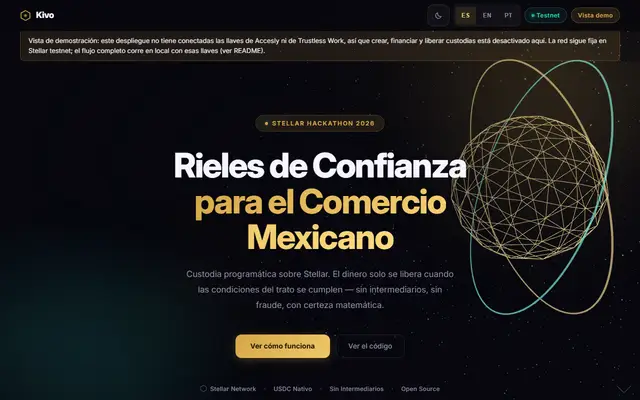 Kivo
ES EN PT Testnet Vista demo
Vista de demostración: este despliegue no tiene conectadas las llaves de Accesly ni de Trustless Work, así que crear, financiar y liberar custodias está desactivado aquí. La red sigue fija en
Stellar testnet; el flujo completo corre en local con esas llaves (ver README).
STELLAR HACKATHON 2026
Rieles de Confianza
para el Comercio
Mexicano
Custodia programática sobre Stellar. El dinero solo se libera cuando
las condiciones del trato se cumplen — sin intermediarios, sin
fraude, con certeza matemática.
Ver cómo funciona Ver el código
Stellar Network · USDC Nativo · Sin Intermediarios · Open Source